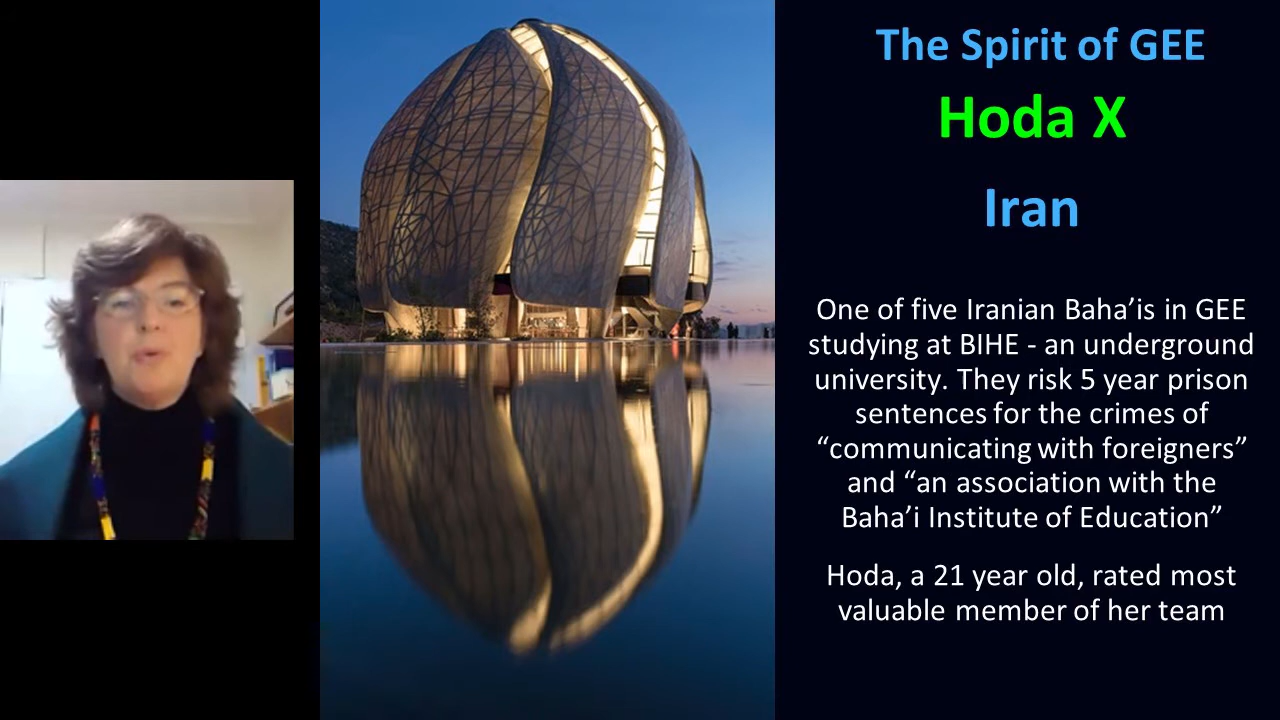 The Spirit of GEE
Hoda X
Iran
One of five Iranian Baha’is in GEE
studying at BIHE - an underground
university. They risk 5 year prison
sentences for the crimes of
“communicating with foreigners”
and “an association with the
Baha’i Institute of Education”
Hoda, a 21 year old, rated most
valuable member of her team